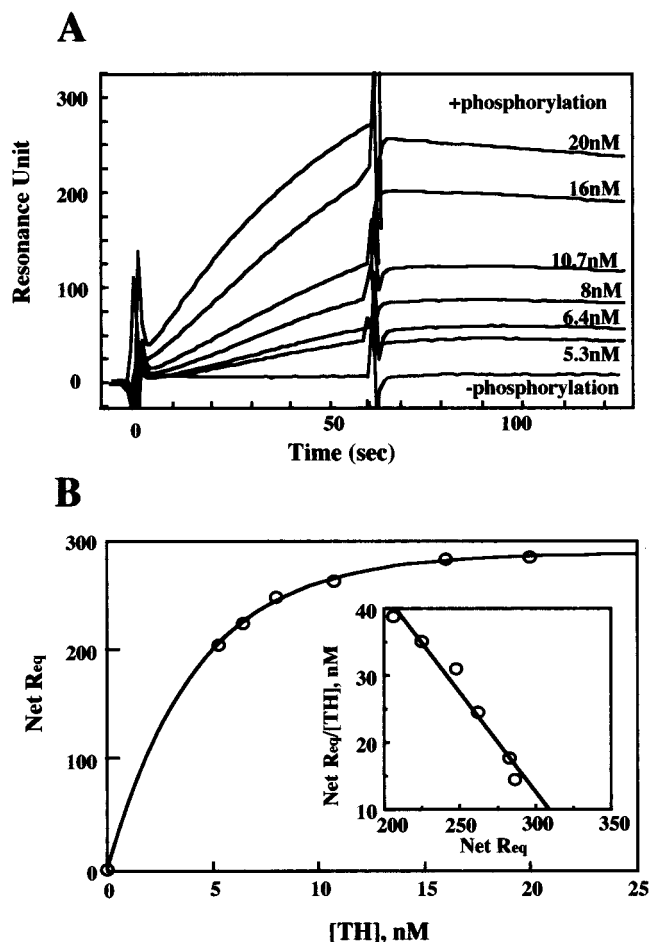 A
300
200
100
0
Resonance Unit
+phosphorylation
20nM
16nM
10.7nM
8nM
6.4nM
5.3nM
-phosphorylation
0
50
100
Time (sec)
B
300
200
100
0
Net Req
0
5
10
15
20
25
[TH], nM
40
30
20
10
Net Req/[TH], nM
200
250
300
350
Net Req